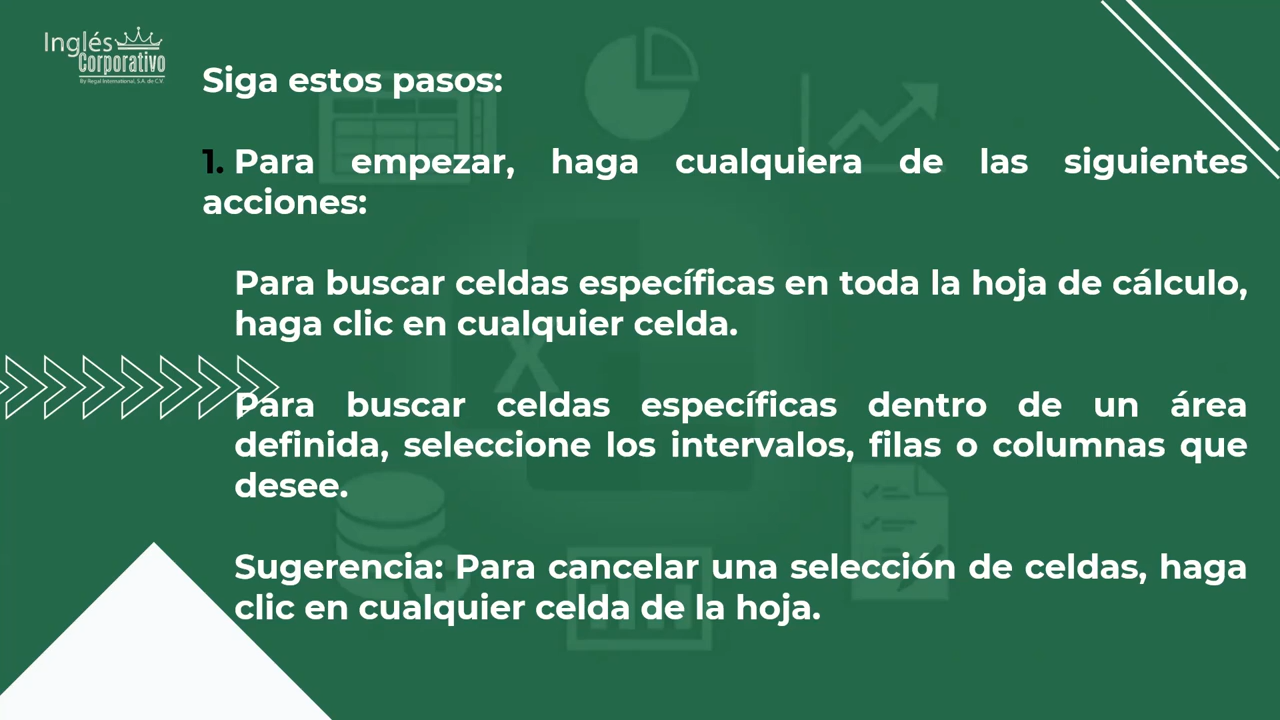 Inglés
Corporativo
By Regal International, S.A. de C.V.
Siga estos pasos:
1. Para empezar, haga cualquiera de las siguientes
acciones:
Para buscar celdas específicas en toda la hoja de cálculo,
haga clic en cualquier celda.
Para buscar celdas específicas dentro de un área
definida, seleccione los intervalos, filas o columnas que
desee.
Sugerencia: Para cancelar una selección de celdas, haga
clic en cualquier celda de la hoja.
X